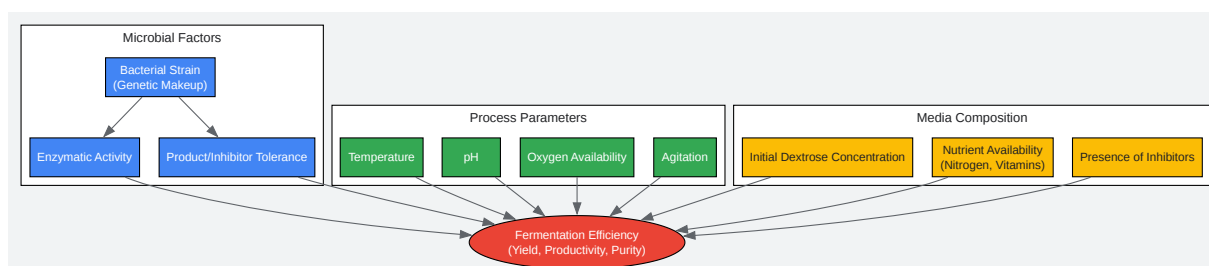 Microbial Factors
Bacterial Strain
(Genetic Makeup)
Enzymatic Activity
Product/Inhibitor Tolerance
Process Parameters
Temperature
pH
Oxygen Availability
Agitation
Media Composition
Initial Dextrose Concentration
Nutrient Availability
(Nitrogen, Vitamins)
Presence of Inhibitors
Fermentation Efficiency
(Yield, Productivity, Purity)